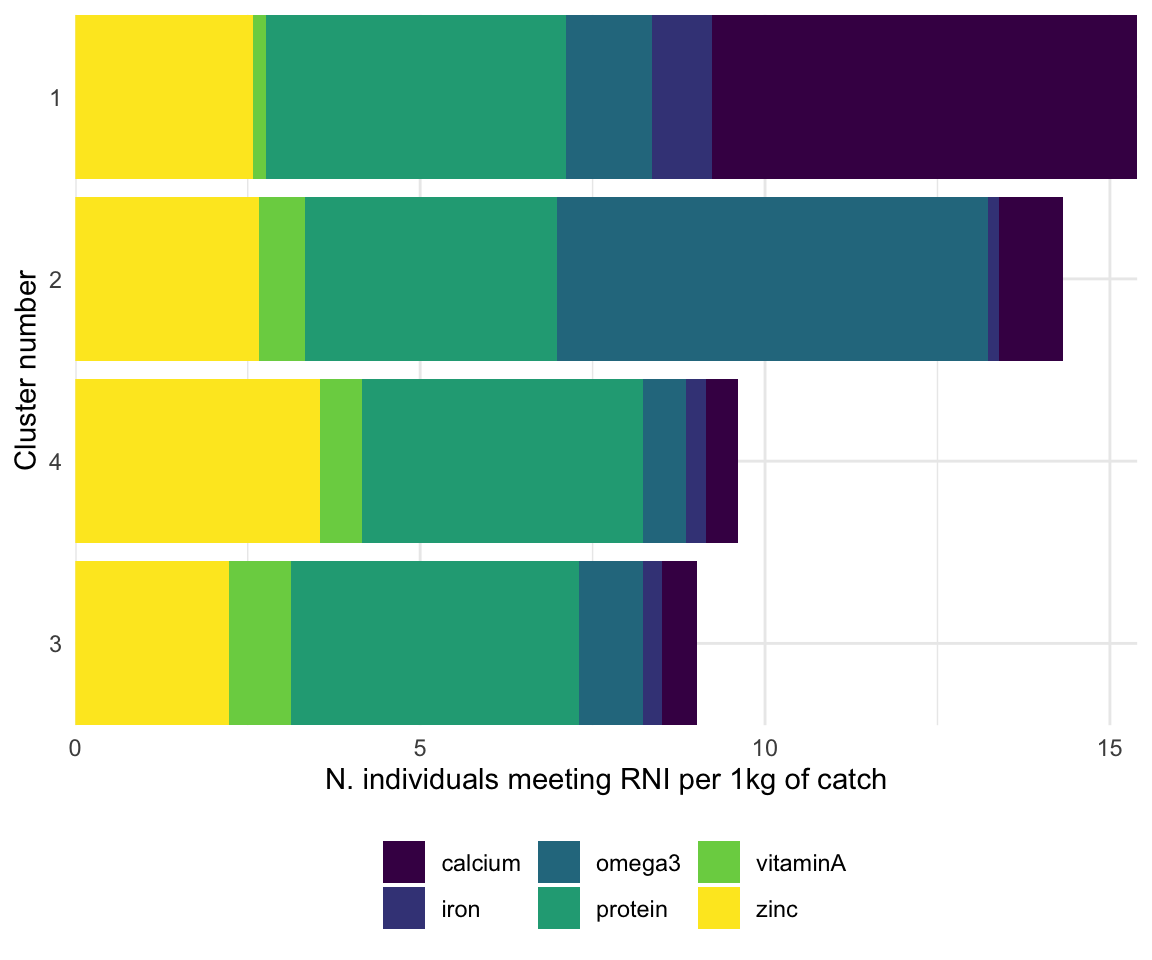 Cluster number
1
2
4
3
0 5 10 15
N. individuals meeting RNI per 1kg of catch
calcium omega3 vitaminA
iron protein zinc